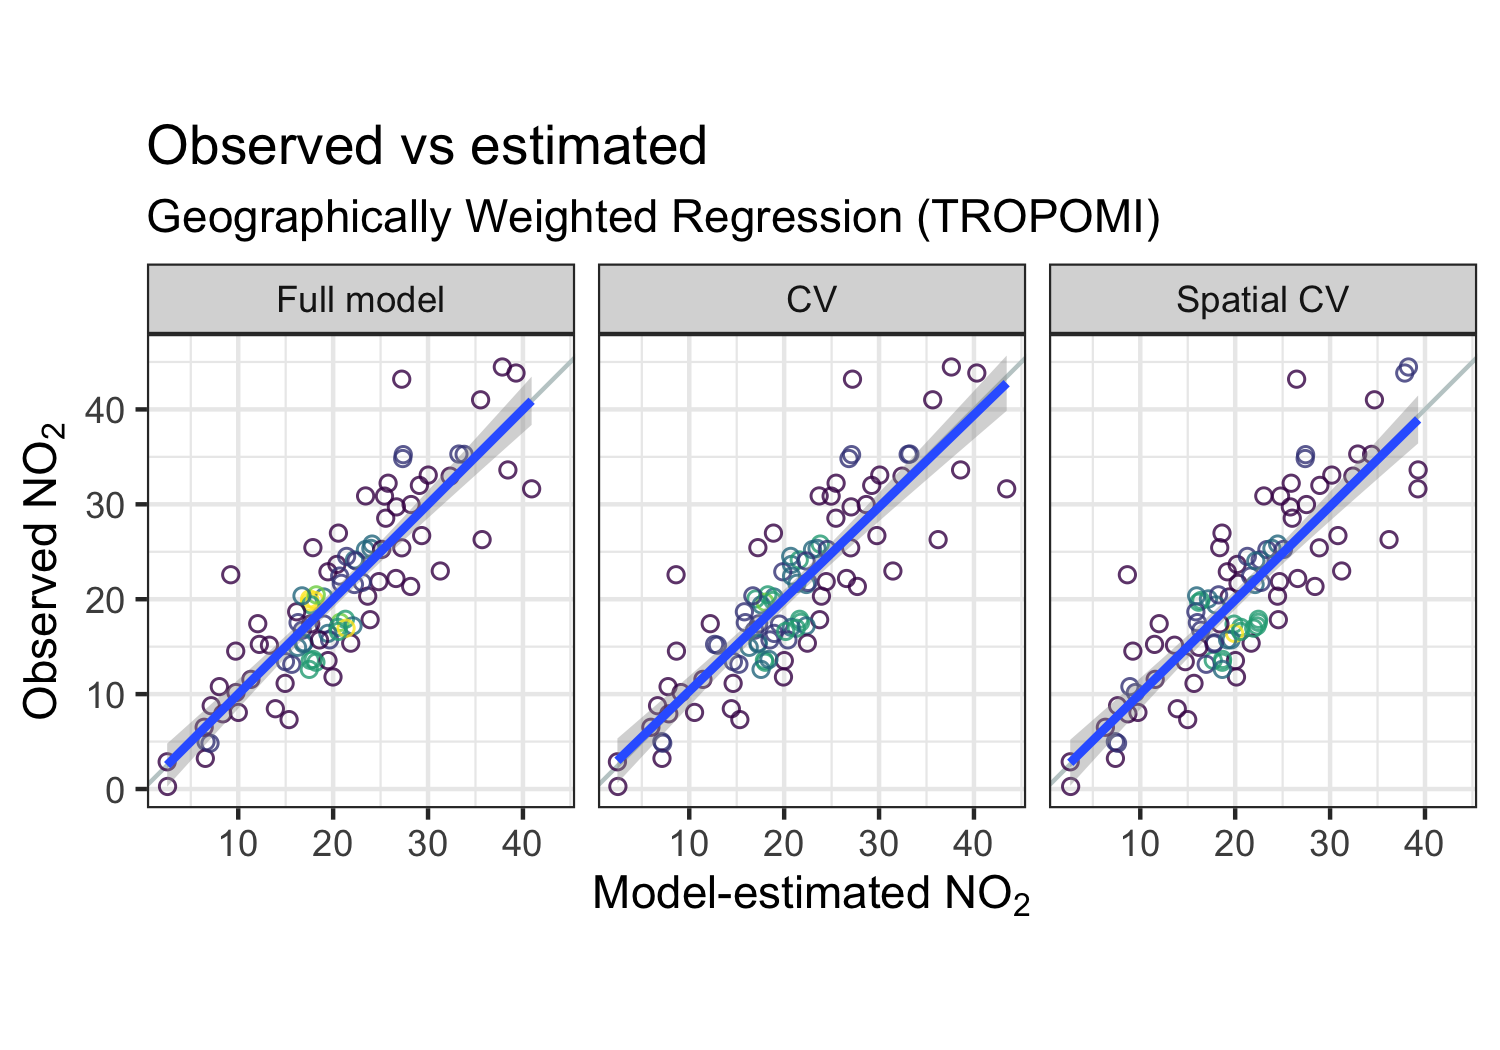 Observed vs estimated
Geographically Weighted Regression (TROPOMI)
Full model
CV
Spatial CV
Observed NO₂
40
30
20
10
0
10 20 30 40
10 20 30 40
10 20 30 40
Model-estimated NO₂